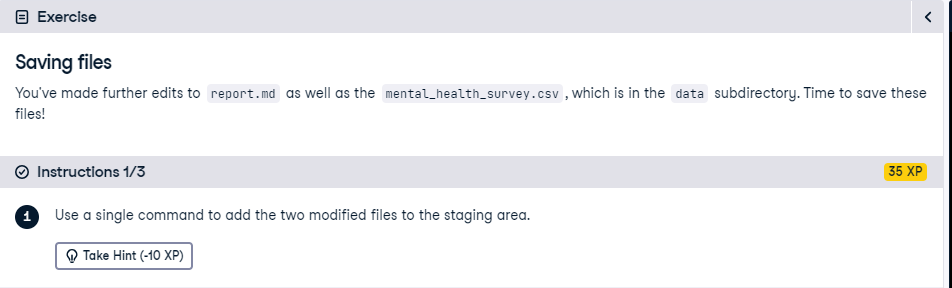 Exercise
Saving files
You've made further edits to report.md as well as the mental_health_survey.csv, which is in the data subdirectory. Time to save these
files!
Instructions 1/3
35 XP
1 Use a single command to add the two modified files to the staging area.
Take Hint (-10 XP)